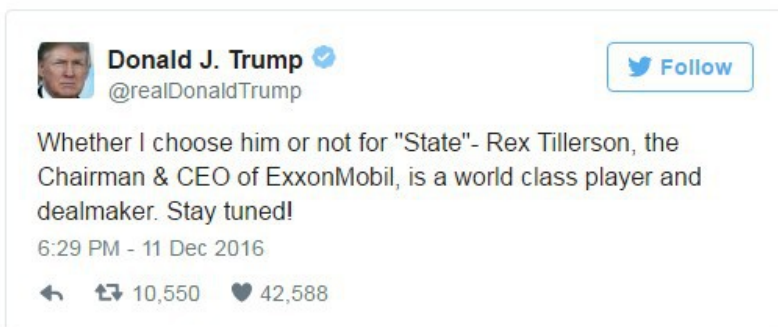 Donald J. Trump
Follow
@realDonaldTrump
Whether I choose him or not for "State"- Rex Tillerson, the
Chairman & CEO of ExxonMobil, is a world class player and
dealmaker. Stay tuned!
6:29 PM - 11 Dec 2016
10,550 42,588